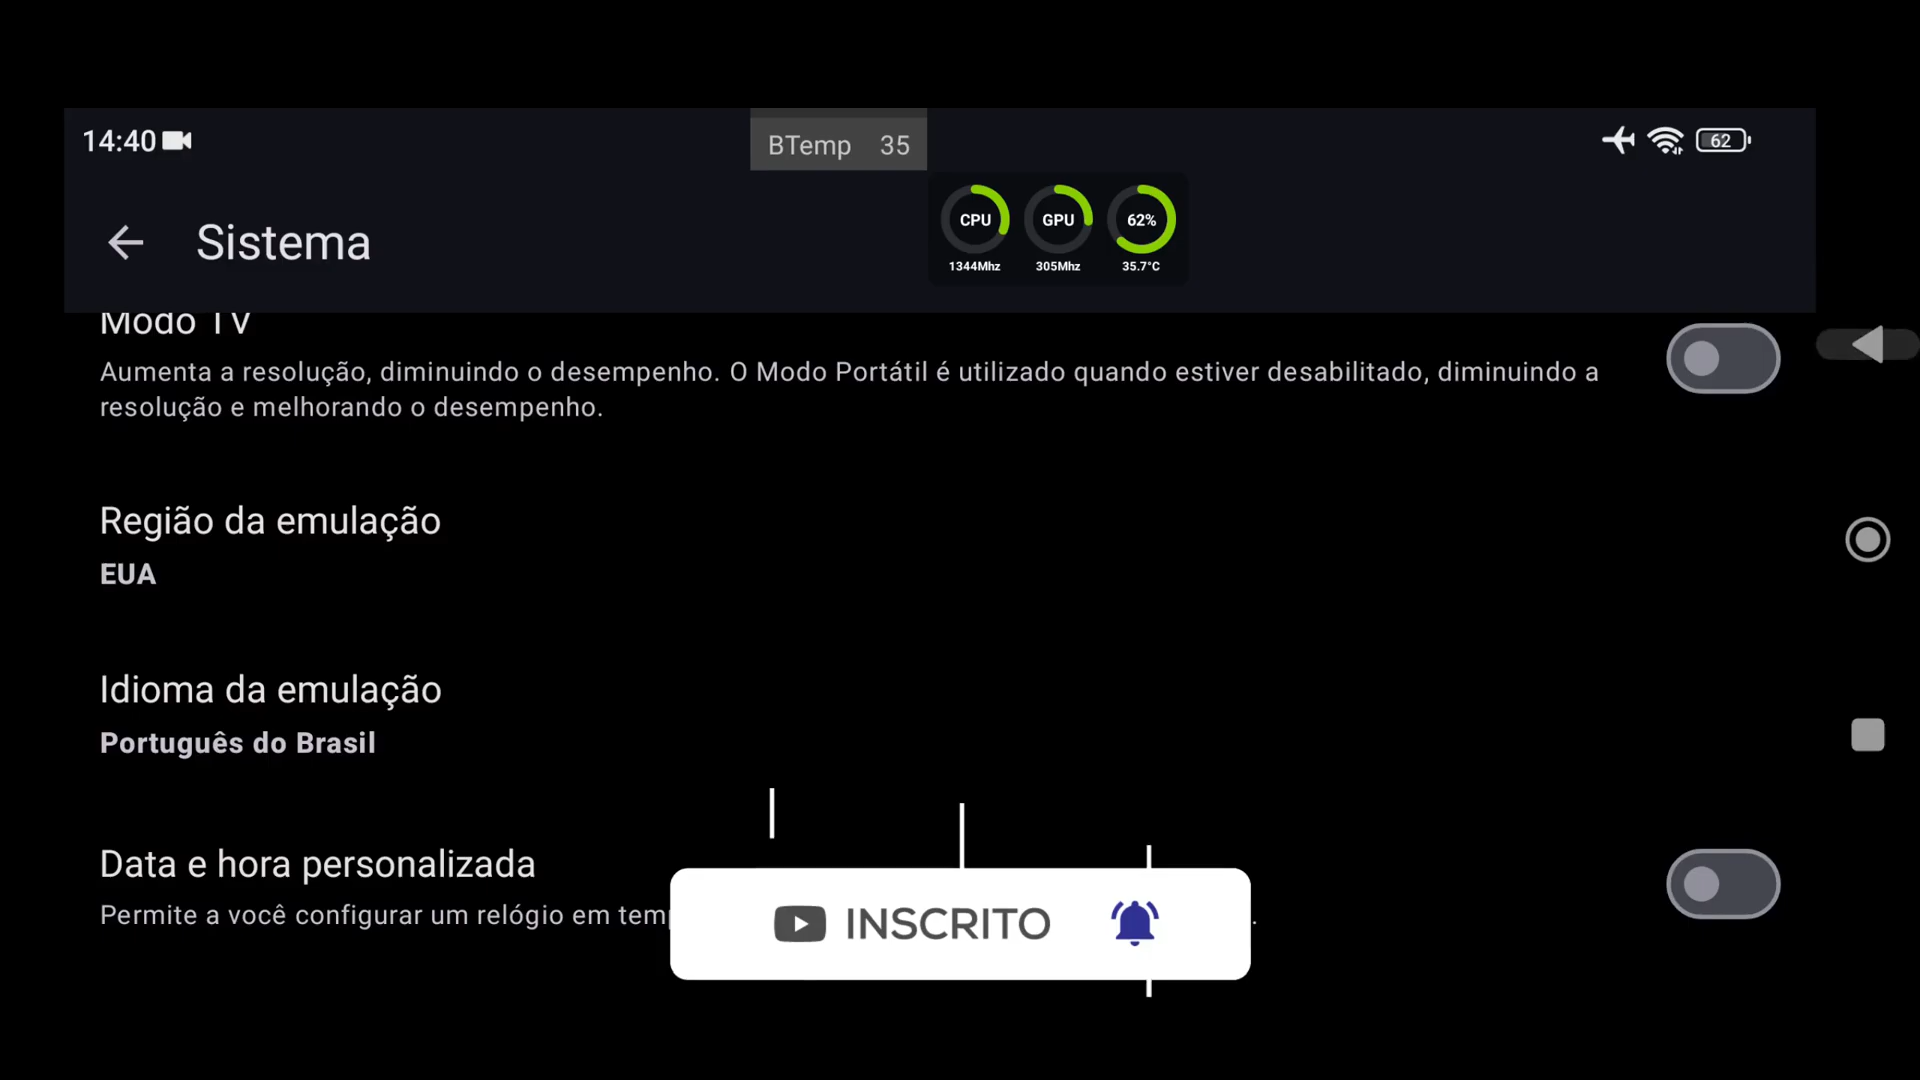 14:40
BTemp 35
62
Sistema
CPU GPU 62%
1344Mhz 305Mhz 35.7°C
Modo TV
Aumenta a resolução, diminuindo o desempenho. O Modo Portátil é utilizado quando estiver desabilitado, diminuindo a
resolução e melhorando o desempenho.
Região da emulação
EUA
Idioma da emulação
Português do Brasil
Data e hora personalizada
Permite a você configurar um relógio em
INSCRITO